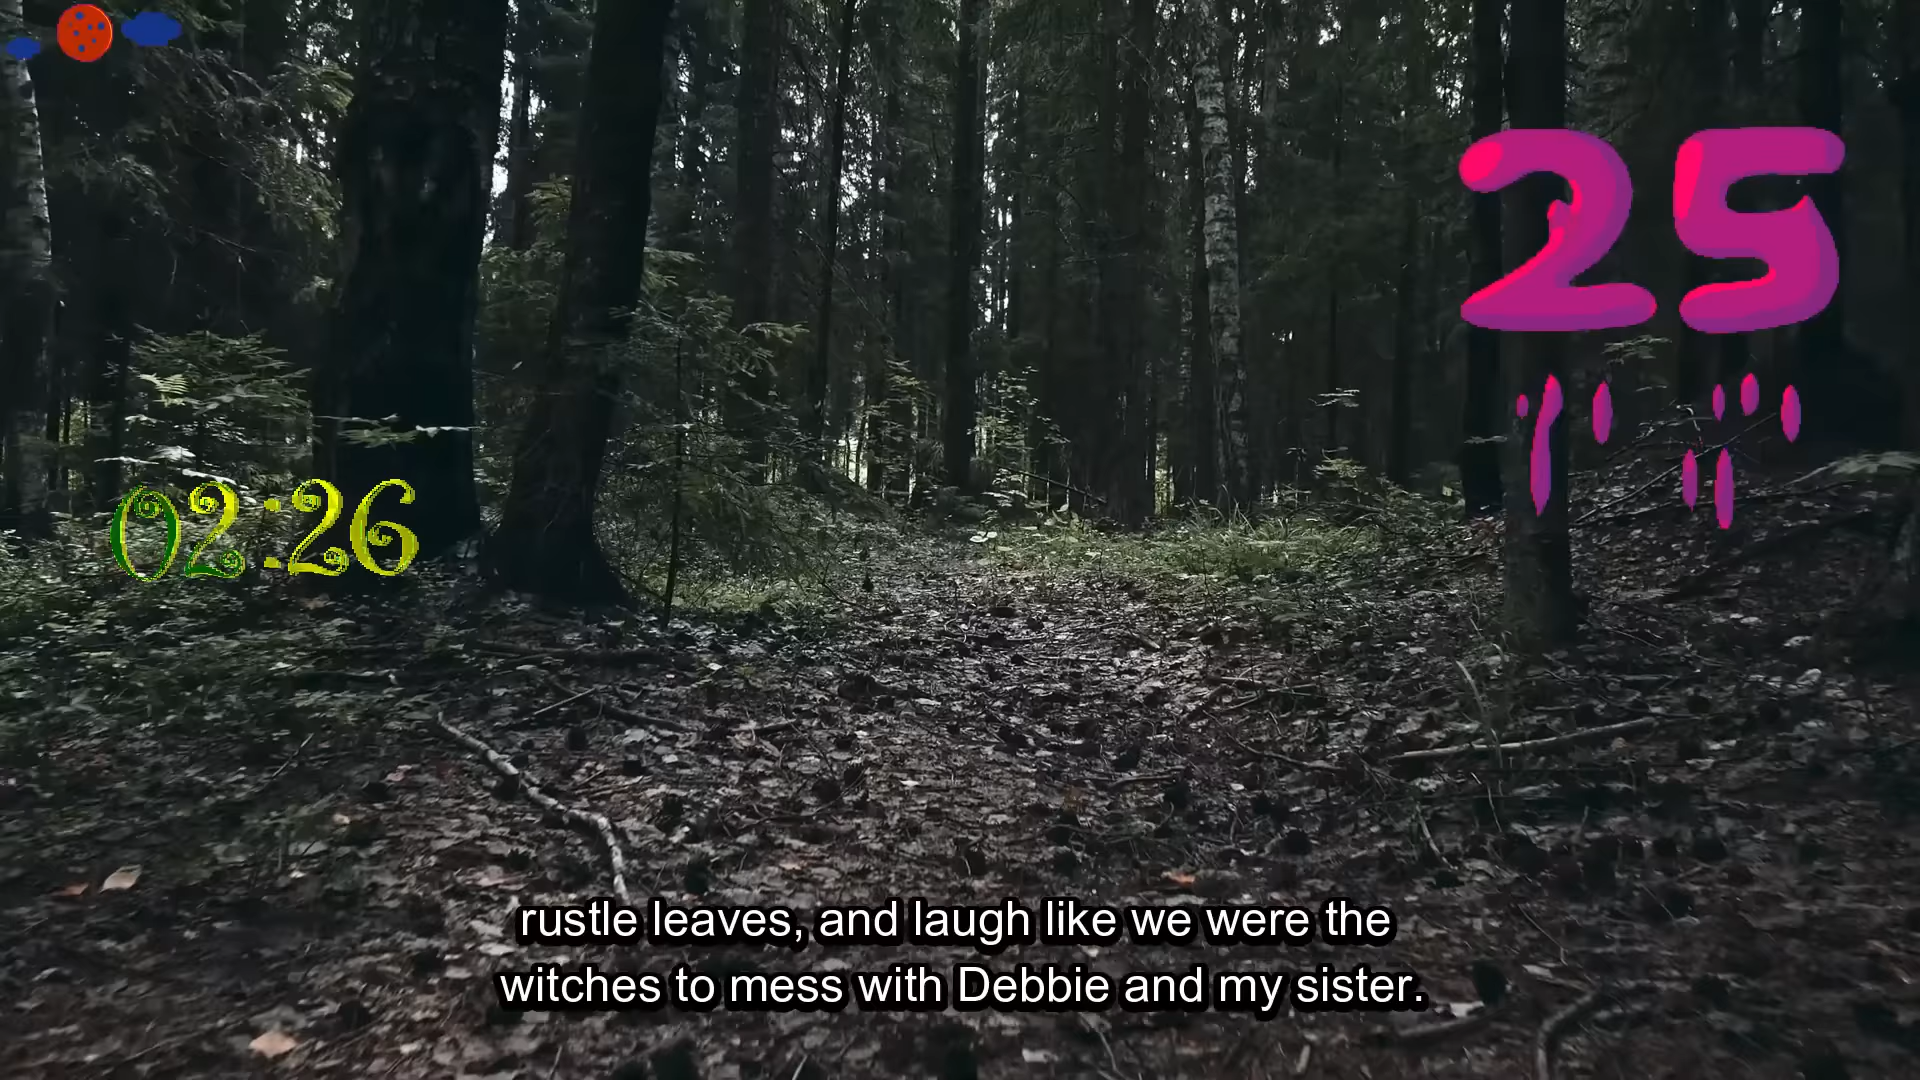 25
02:26
rustle leaves, and laugh like we were the
witches to mess with Debbie and my sister.